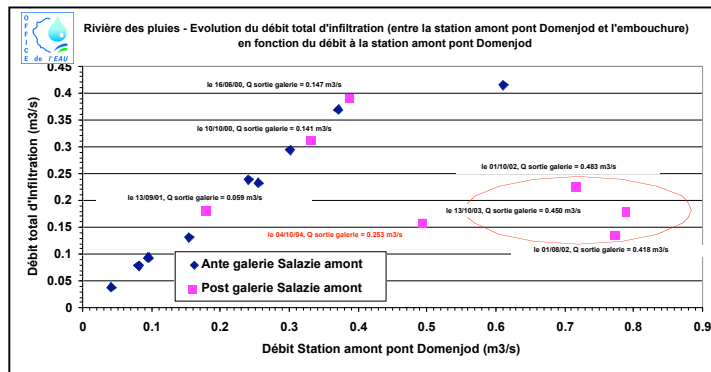 OFFICE
de l'EAU
Rivière des pluies - Evolution du débit total d'infiltration (entre la station amont pont Domenjod et l'embouchure)
en fonction du débit à la station amont pont Domenjod
Débit total d'infiltration (m3/s)
0.45
0.4
0.35
0.3
0.25
0.2
0.15
0.1
0.05
0
le 16/06/00, Q sortie galerie = 0.147 m3/s
le 10/10/00, Q sortie galerie = 0.141 m3/s
le 01/10/02, Q sortie galerie = 0.483 m3/s
le 13/09/01, Q sortie galerie = 0.059 m3/s
le 13/10/03, Q sortie galerie = 0.450 m3/s
le 04/10/04, Q sortie galerie = 0.253 m3/s
le 01/08/02, Q sortie galerie = 0.418 m3/s
Ante galerie Salazie amont
Post galerie Salazie amont
0 0.1 0.2 0.3 0.4 0.5 0.6 0.7 0.8 0.9
Débit Station amont pont Domenjod (m3/s)